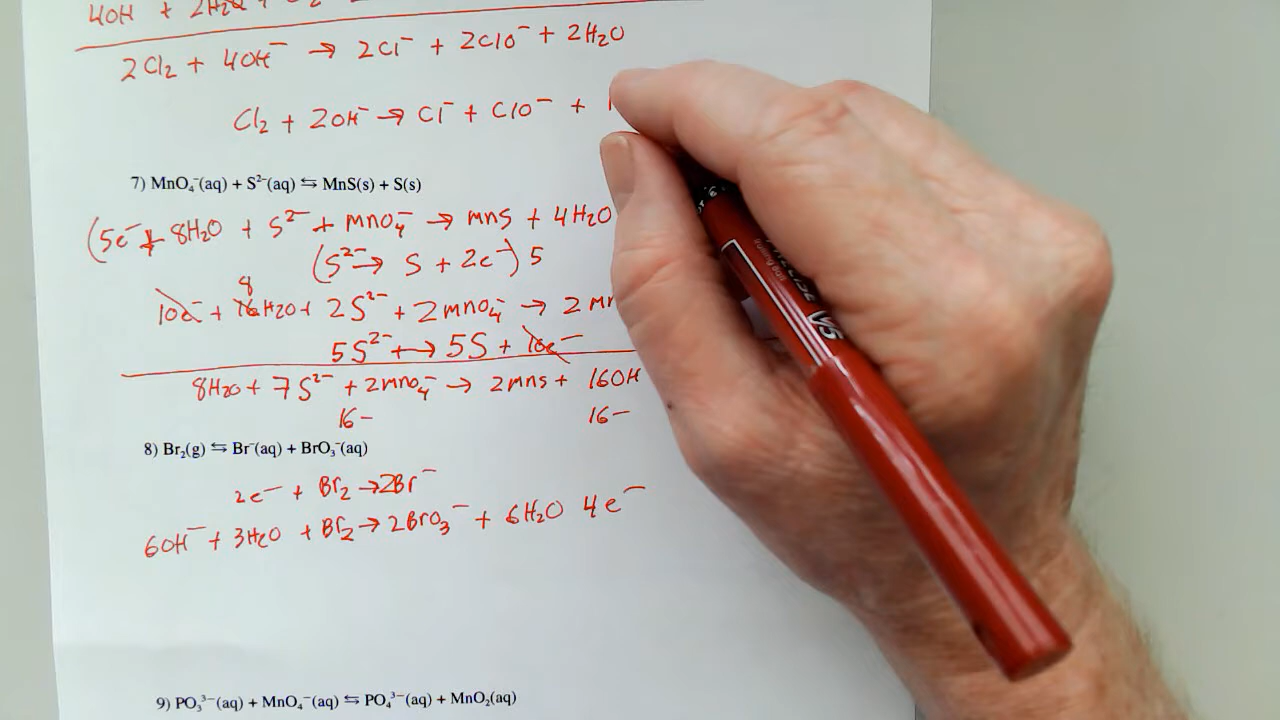 4OH + 2H2O
2Cl₂ + 4OH⁻ → 2Cl⁻ + 2ClO⁻ + 2H₂O
Cl₂ + 2OH⁻ → Cl⁻ + ClO⁻ +
7) MnO₄⁻(aq) + S²⁻(aq) ⇆ MnS(s) + S(s)
(5e⁻ + 8H₂O + S²⁻ + mnO₄⁻ → mnS + 4H₂O
(S²⁻ → S + 2e⁻) 5
8
10e⁻ + 16H2O + 2S²⁻ + 2mnO₄⁻ → 2
5S²⁻ → 5S + 10e⁻
8H2O + 7S²⁻ + 2mnO₄⁻ → 2mnS + 16OH
16- 16-
8) Br₂(g) ⇆ Br⁻(aq) + BrO₃⁻(aq)
2e⁻ + Br₂ → 2Br⁻
6OH⁻ + 3H2O + Br₂ → 2BrO₃⁻ + 6H₂O 4e⁻
9) PO₃³⁻(aq) + MnO₄⁻(aq) ⇆ PO₄³⁻(aq) + MnO₂(aq)
V5